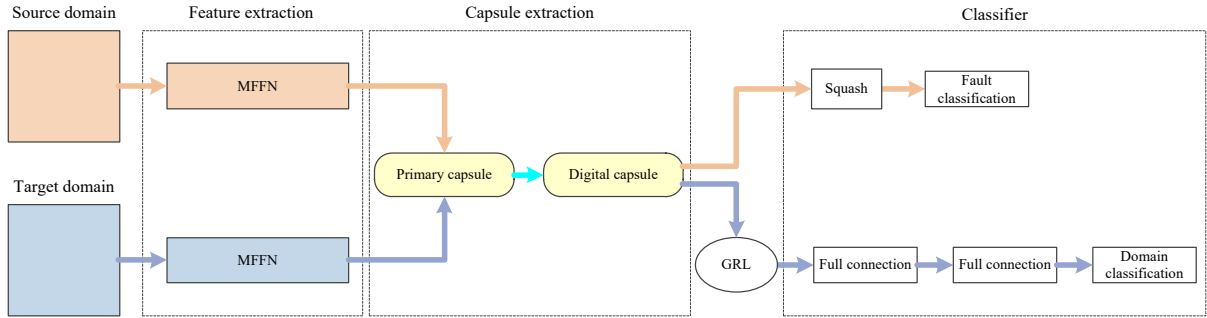 Source domain
Feature extraction
Capsule extraction
Classifier
MFFN
Squash
Fault
classification
Primary capsule
Digital capsule
Target domain
MFFN
GRL
Full connection
Full connection
Domain
classification